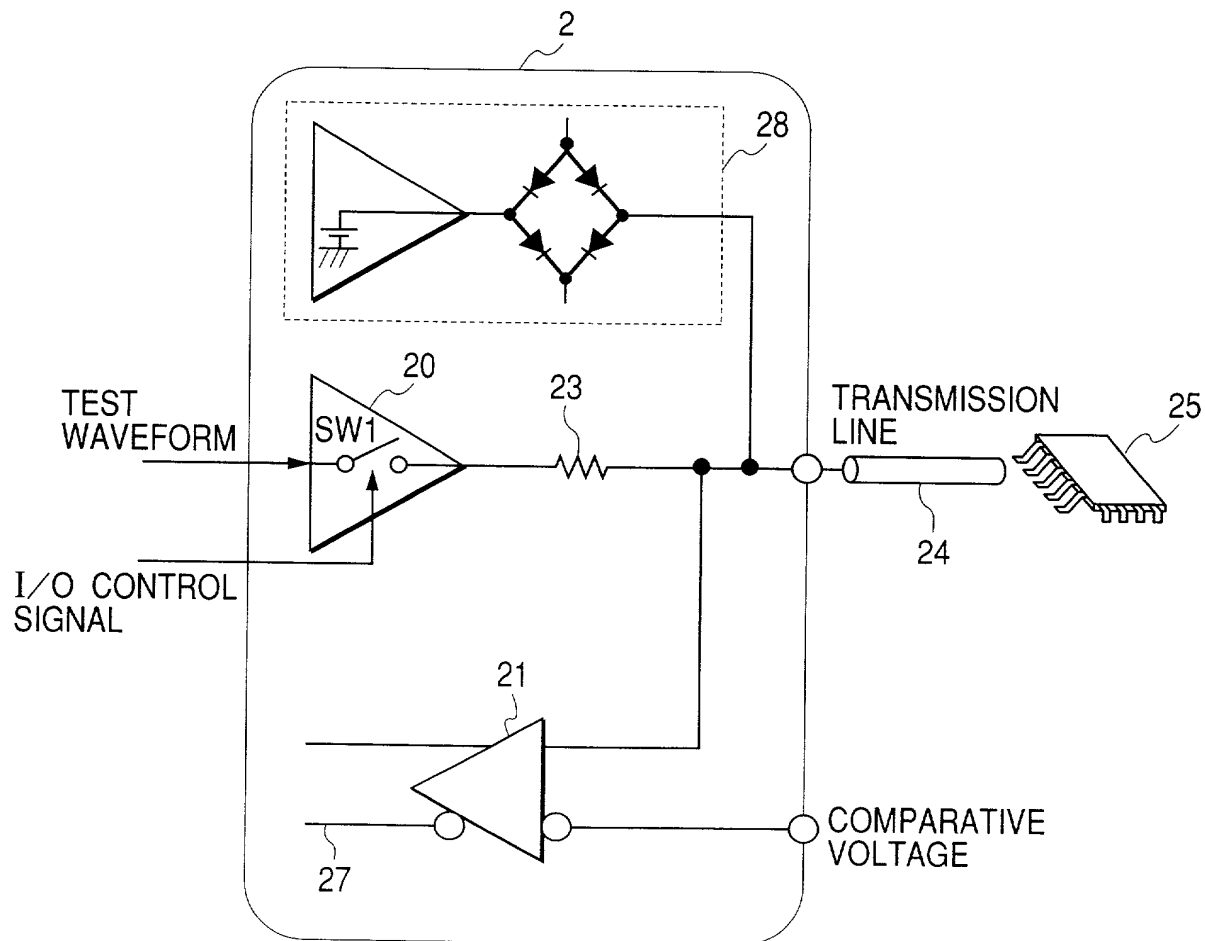 2
28
20
23
TEST
WAVEFORM
SW1
TRANSMISSION
LINE
25
24
I/O CONTROL
SIGNAL
21
27
COMPARATIVE
VOLTAGE